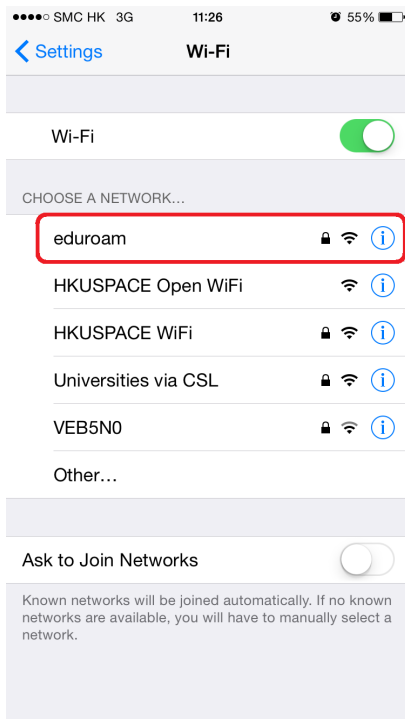 SMC HK 3G 11:26 55%
Settings Wi-Fi
Wi-Fi
CHOOSE A NETWORK...
eduroam
HKUSPACE Open WiFi
HKUSPACE WiFi
Universities via CSL
VEB5N0
Other...
Ask to Join Networks
Known networks will be joined automatically. If no known
networks are available, you will have to manually select a
network.